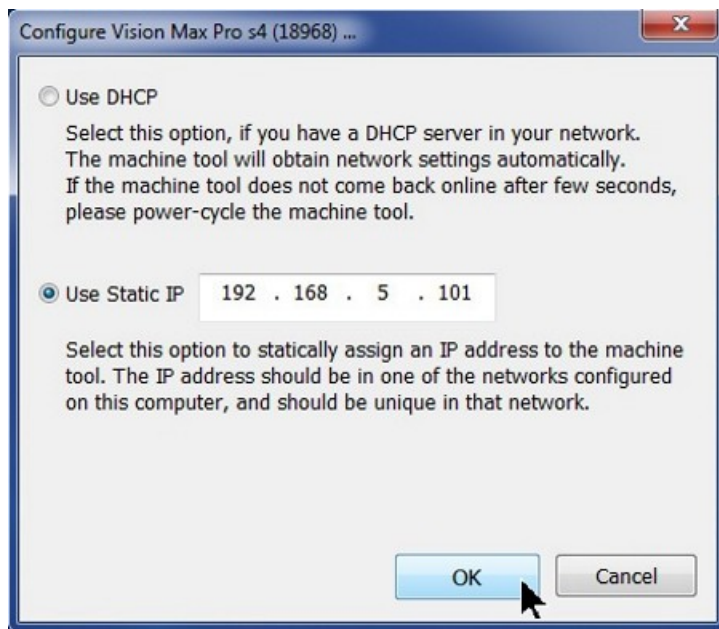 Configure Vision Max Pro s4 (18968) ...
Use DHCP
Select this option, if you have a DHCP server in your network.
The machine tool will obtain network settings automatically.
If the machine tool does not come back online after few seconds,
please power-cycle the machine tool.
Use Static IP 192 . 168 . 5 . 101
Select this option to statically assign an IP address to the machine
tool. The IP address should be in one of the networks configured
on this computer, and should be unique in that network.
OK Cancel